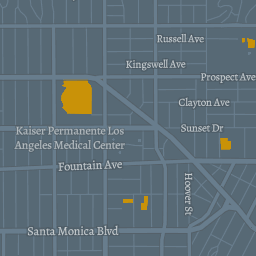 Russell Ave
Kingswell Ave
Prospect Ave
Clayton Ave
Sunset Dr
Kaiser Permanente Los
Angeles Medical Center
Fountain Ave
Hoover St
Santa Monica Blvd